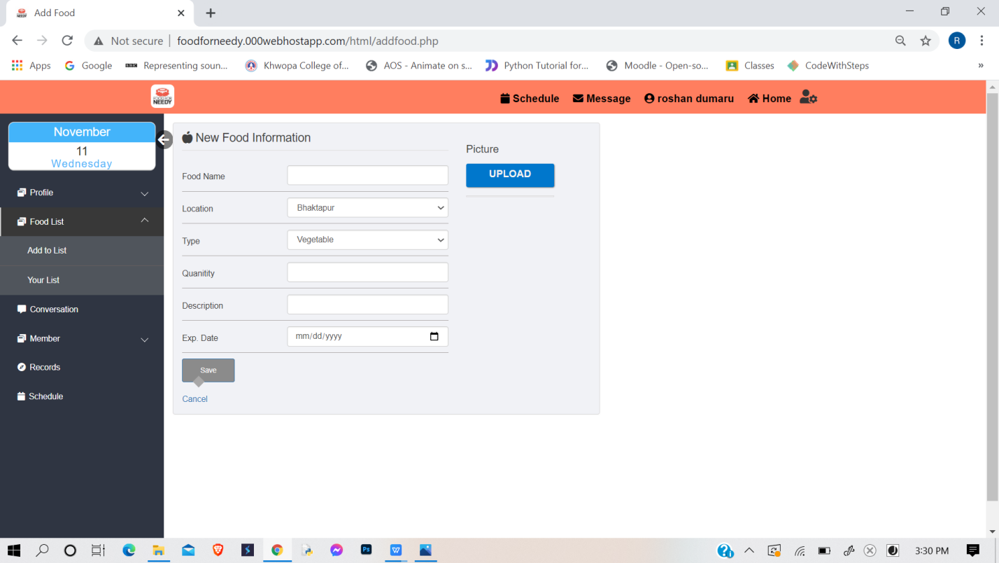 Add Food
Not secure | foodforneedy.000webhostapp.com/html/addfood.php
R
Apps Google BBC Representing soun... Khwopa College of... AOS - Animate on s... Python Tutorial for... Moodle - Open-so... Classes CodeWithSteps »
NEEDY Schedule Message roshan dumaru Home
November
11
Wednesday
Profile
Food List
Add to List
Your List
Conversation
Member
Records
Schedule
New Food Information
Food Name
Location Bhaktapur
Type Vegetable
Quanitity
Description
Exp. Date mm/dd/yyyy
Save
Cancel
Picture
UPLOAD
Ps W 3:30 PM